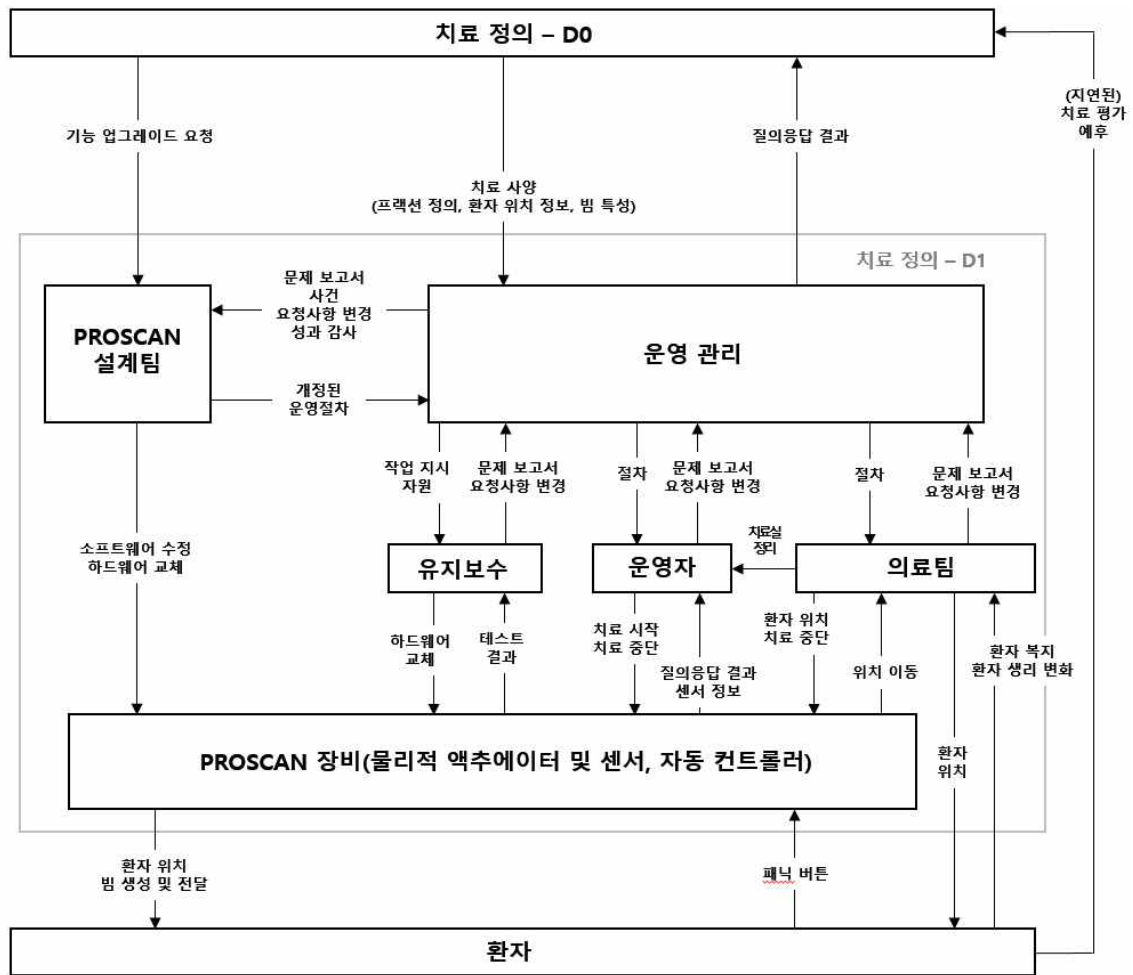 치료 정의 – D0
(지연된)
치료 평가
예후
기능 업그레이드 요청
질의응답 결과
치료 사양
(프랙션 정의, 환자 위치 정보, 빔 특성)
치료 정의 – D1
PROSCAN
설계팀
문제 보고서
사건
요청사항 변경
성과 감사
운영 관리
개정된
운영절차
작업 지시
자원
문제 보고서
요청사항 변경
절차
문제 보고서
요청사항 변경
절차
문제 보고서
요청사항 변경
소프트웨어 수정
하드웨어 교체
유지보수
운영자
치료실
정리
의료팀
하드웨어
교체
테스트
결과
치료 시작
치료 중단
질의응답 결과
센서 정보
환자 위치
치료 중단
위치 이동
환자 복지
환자 생리 변화
PROSCAN 장비(물리적 액추에이터 및 센서, 자동 컨트롤러)
환자
위치
환자 위치
빔 생성 및 전달
패닉 버튼
환자